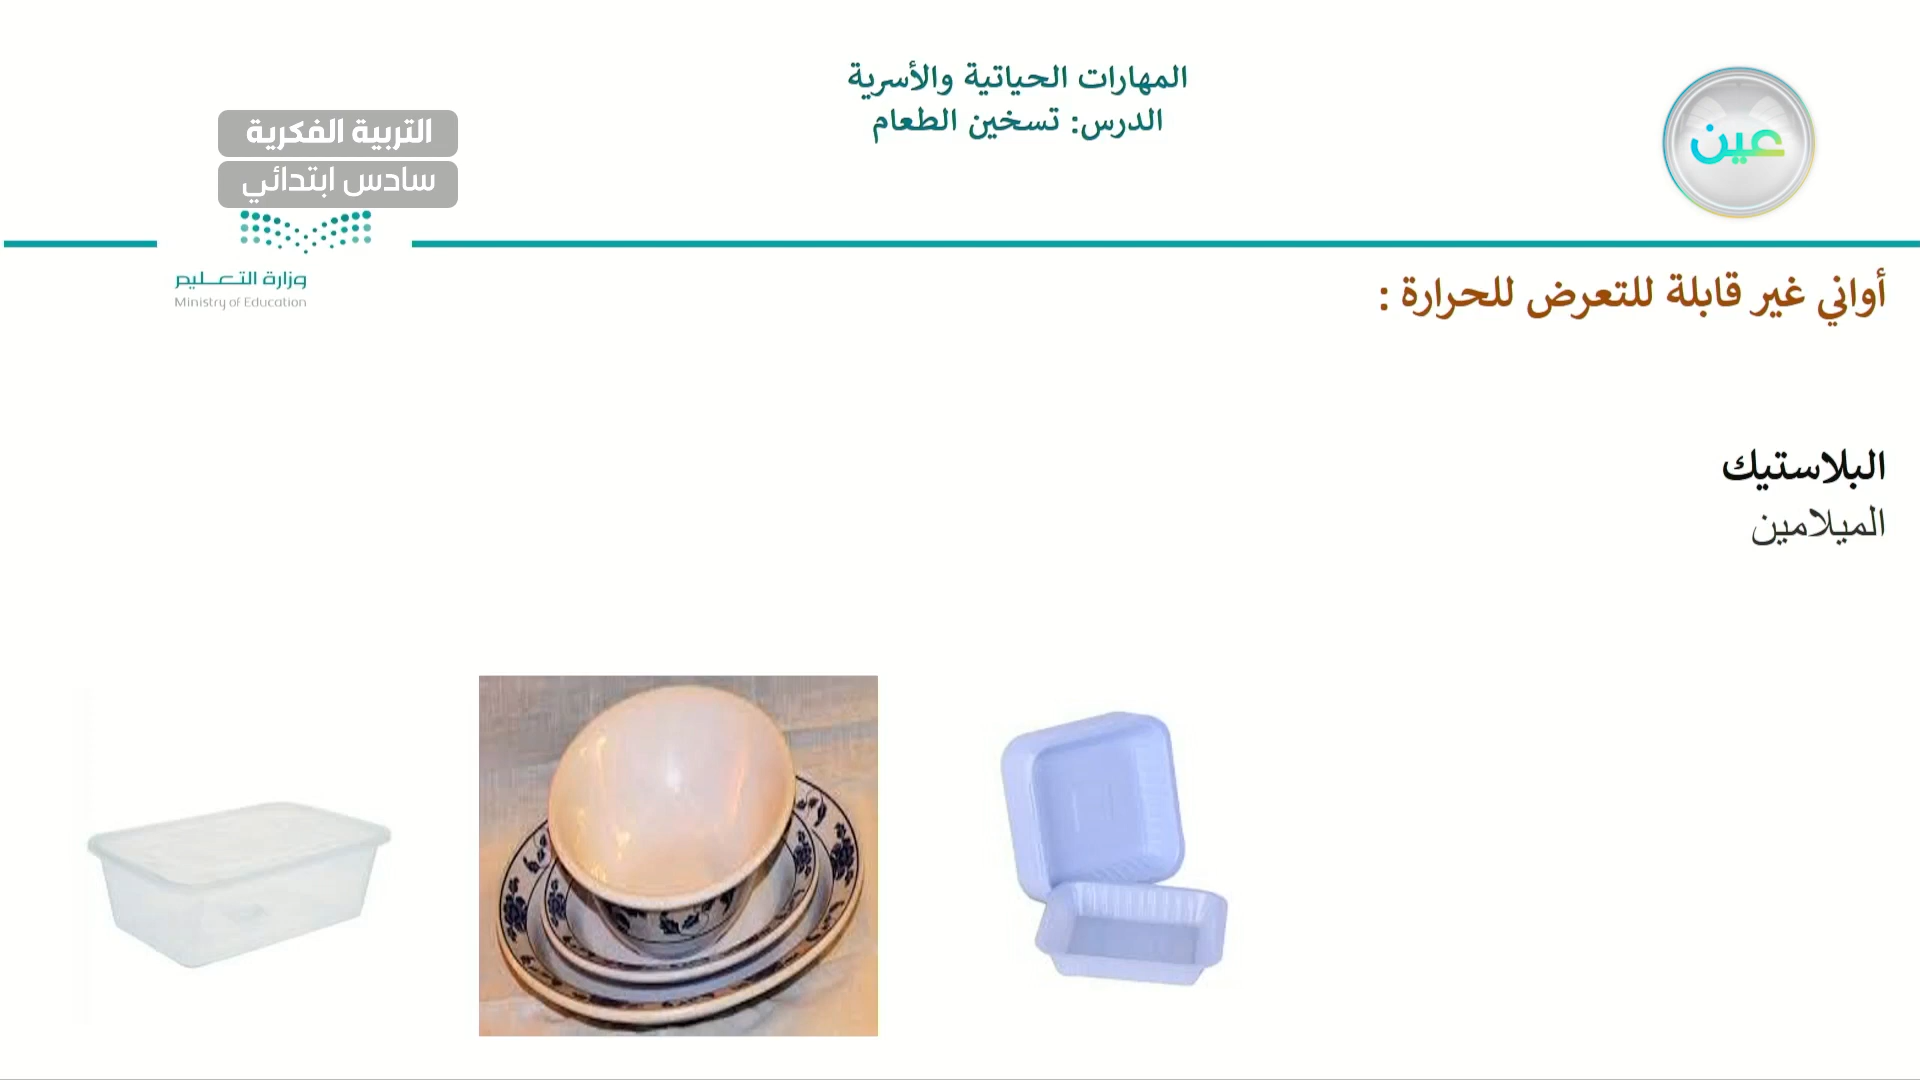 المهارات الحياتية والأسرية
الدرس: تسخين الطعام
عين
التربية الفكرية
سادس ابتدائي
وزارة التعليم
Ministry of Education
أواني غير قابلة للتعرض للحرارة :
البلاستيك
الميلامين